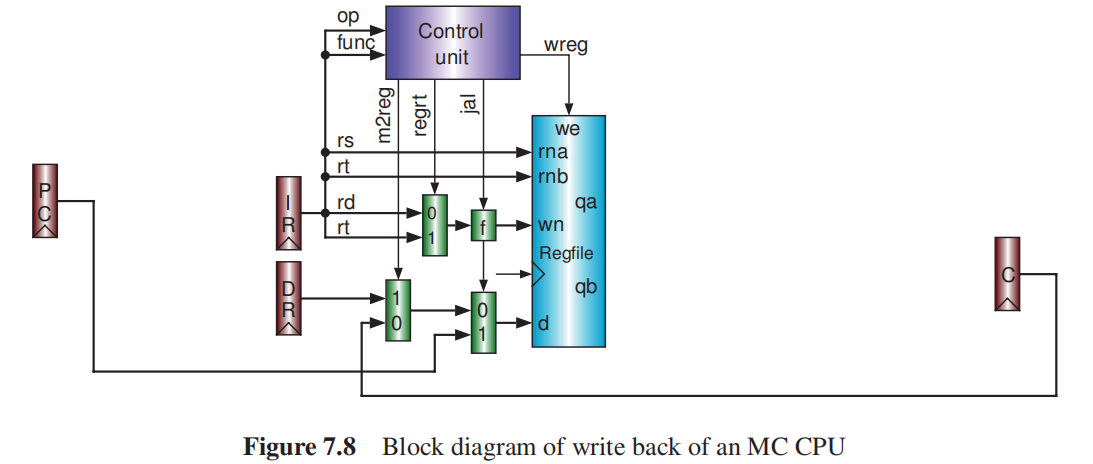 op
Control
func
unit
wreg
m2reg
regrt
jal
we
rs
rna
rt
rnb
P
C
I
R
rd
0
qa
f
wn
rt
1
Regfile
D
R
1
0
qb
C
0
1
d
Figure 7.8 Block diagram of write back of an MC CPU